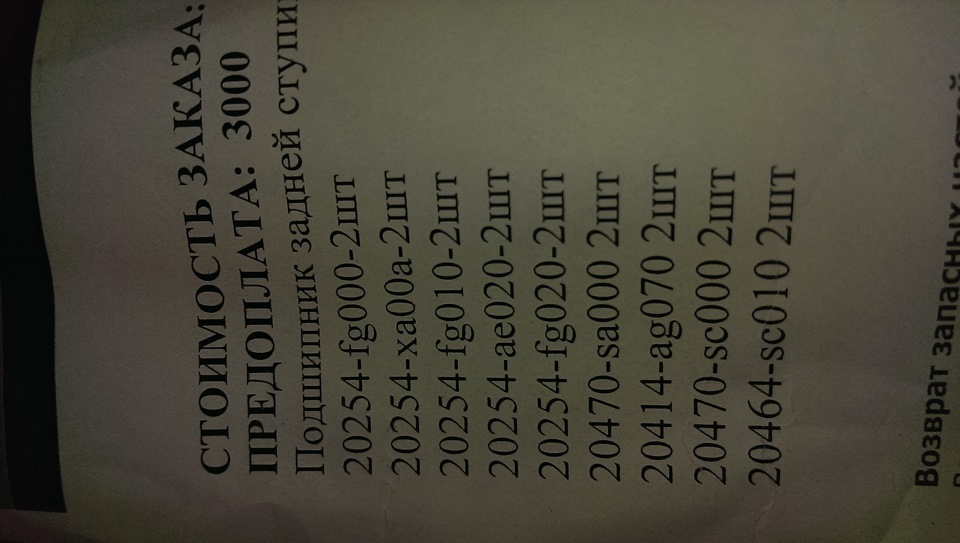 СТОИМОСТЬ ЗАКАЗА:
ПРЕДОПЛАТА: 3000
Подшипник задней
20254-fg000-2шт
20254-xa00a-2шт
20254-fg010-2шт
20254-ae020-2шт
20254-fg020-2шт
20470-sa000 2шт
20414-ag070 2шт
20470-sc000 2шт
20464-sc010 2шт
Возврат запасных частей